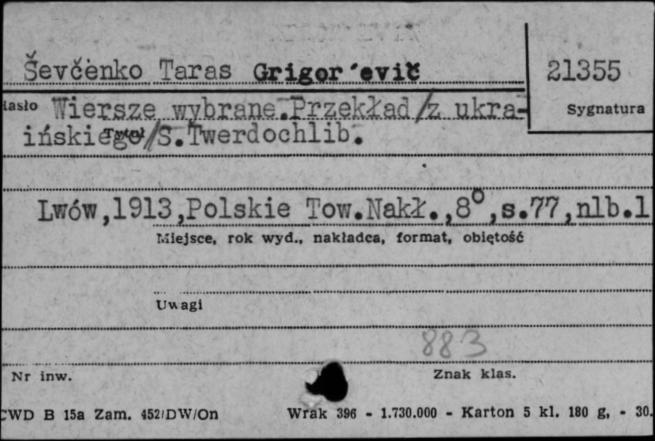 Ševčenko Taras Grigor'evič
21355
iasło Wiersze wybrane.Przekład/z ukra-
Sygnatura
ińskiego/S.Twerdochlib.
Tytuł
Lwów,1913,Polskie Tow.Nakł.,8°,s.77,nlb.1
Miejsce, rok wyd., nakładca, format, objętość
Uwagi
883
Nr inw.
Znak klas.
CWD B 15a Zam. 452/DW/On Wrak 396 - 1.730.000 - Karton 5 kl. 180 g, - 30.